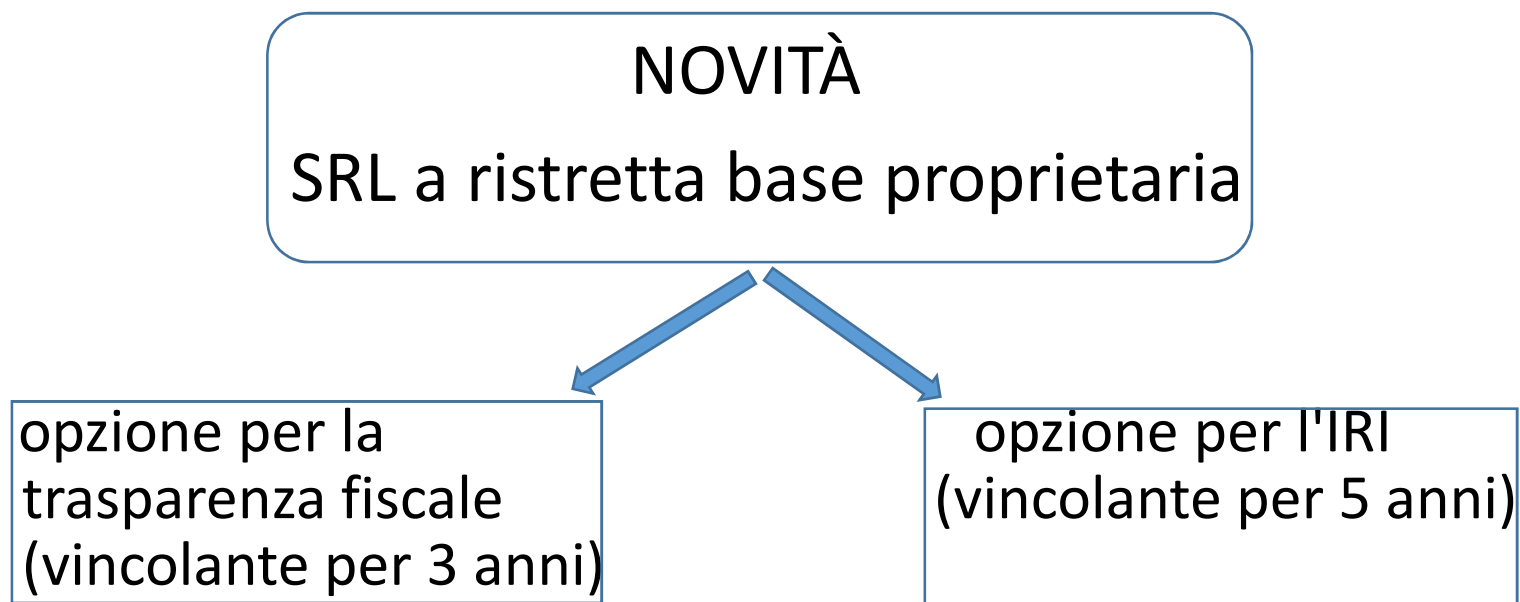 NOVITÀ
SRL a ristretta base proprietaria
opzione per la
trasparenza fiscale
(vincolante per 3 anni)
opzione per l'IRI
(vincolante per 5 anni)